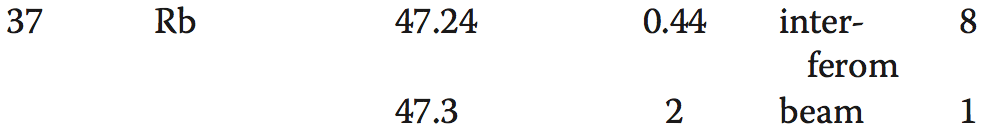 37 Rb 47.24 0.44 inter- 8
ferom
47.3 2 beam 1